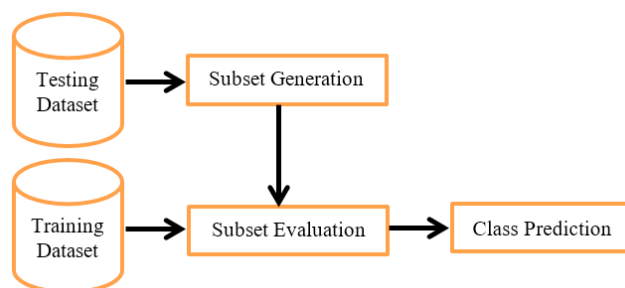 Testing
Dataset
Subset Generation
Training
Dataset
Subset Evaluation
Class Prediction